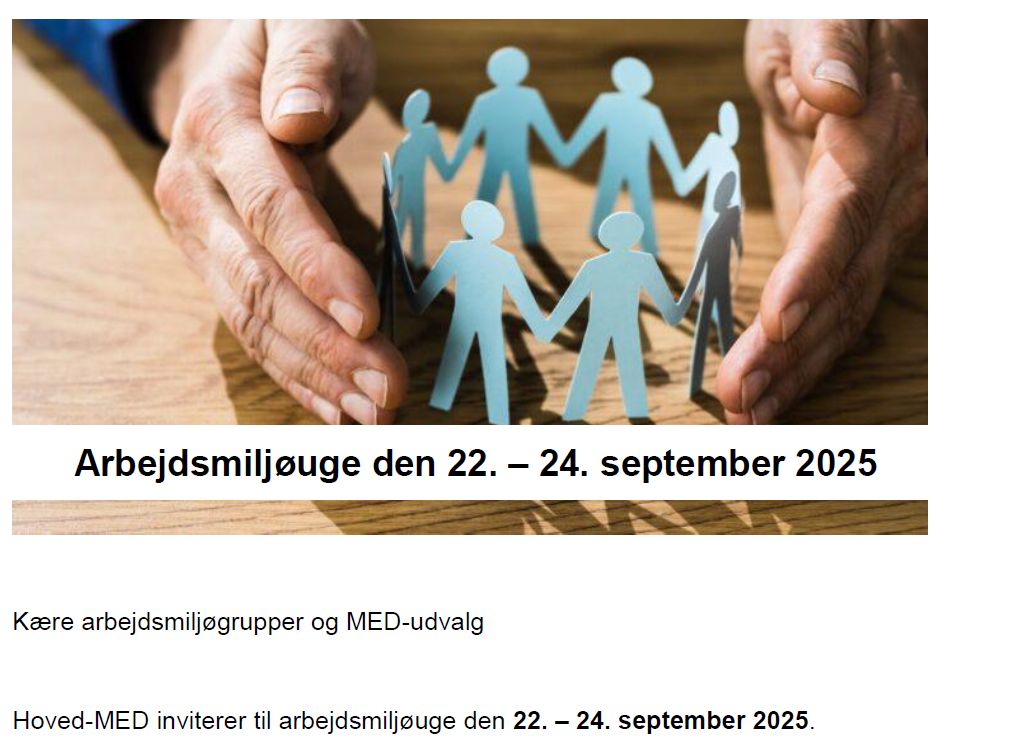 Arbejdsmiljøuge den 22. – 24. september 2025
Kære arbejdsmiljøgrupper og MED-udvalg
Hoved-MED inviterer til arbejdsmiljøuge den 22. – 24. september 2025.